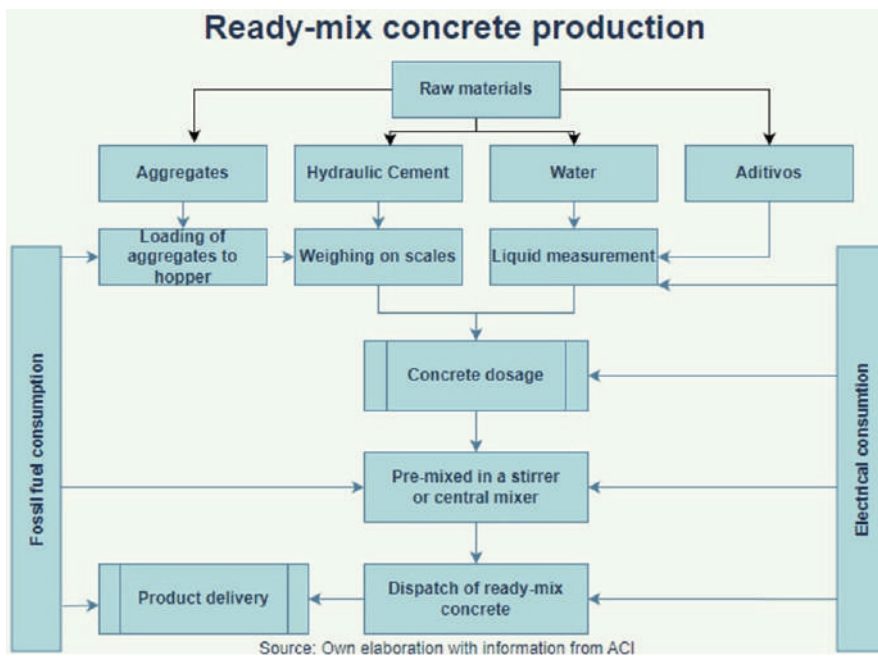 Ready-mix concrete production
Raw materials
Aggregates
Hydraulic Cement
Water
Aditivos
Loading of
aggregates to
hopper
Weighing on scales
Liquid measurement
Concrete dosage
Pre-mixed in a stirrer
or central mixer
Product delivery
Dispatch of ready-mix
concrete
Fossil fuel consumption
Electrical consumtion
Source: Own elaboration with information from ACI